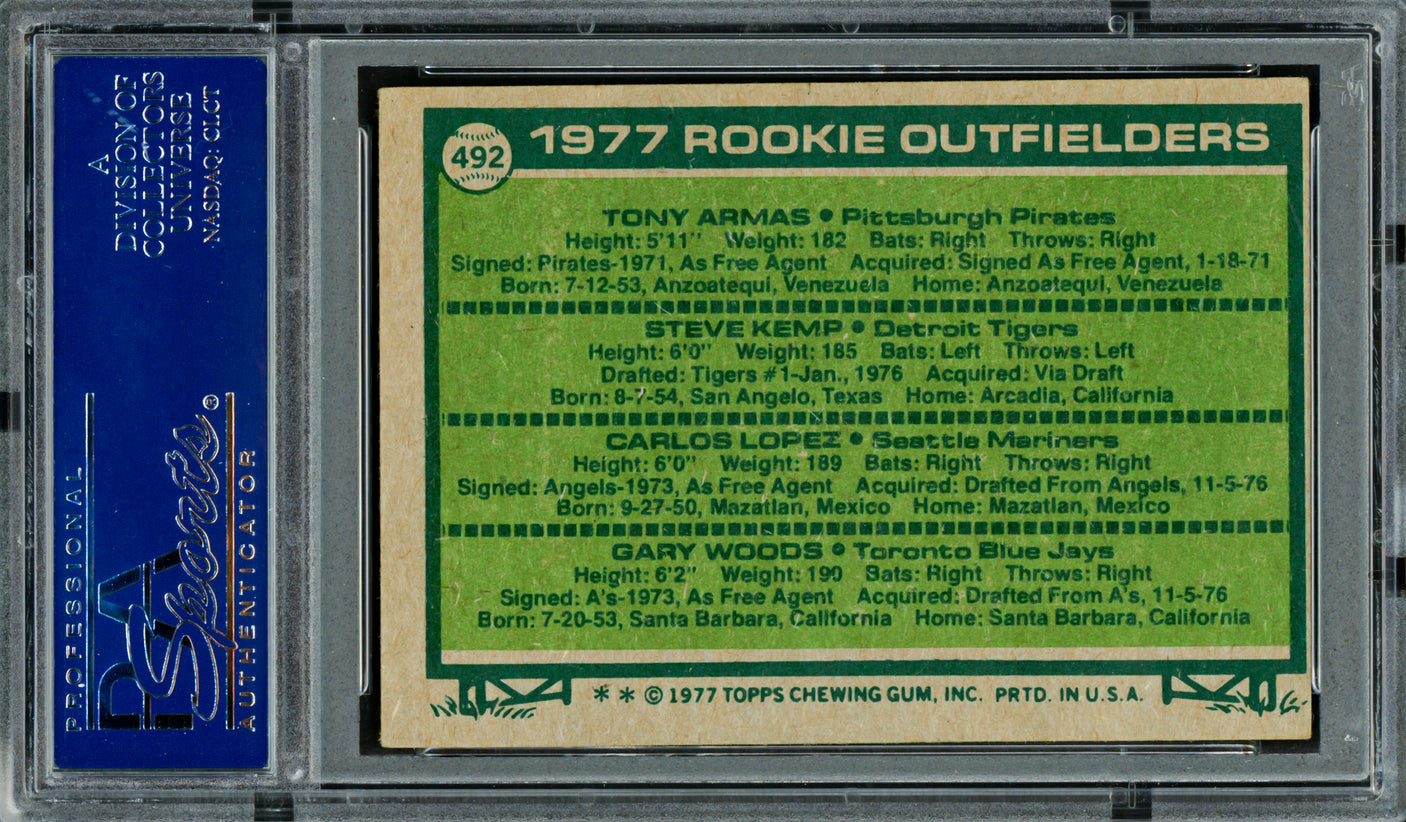 A
DIVISION OF
COLLECTORS
UNIVERSE
NASDAQ: CLCT
PROFESSIONAL
PSA
Sports®
AUTHENTICATOR
492
1977 ROOKIE OUTFIELDERS
TONY ARMAS • Pittsburgh Pirates
Height: 5'11" Weight: 182 Bats: Right Throws: Right
Signed: Pirates-1971, As Free Agent Acquired: Signed As Free Agent, 1-18-71
Born: 7-12-53, Anzoatequi, Venezuela Home: Anzoatequi, Venezuela
STEVE KEMP • Detroit Tigers
Height: 6'0" Weight: 185 Bats: Left Throws: Left
Drafted: Tigers #1-Jan., 1976 Acquired: Via Draft
Born: 8-7-54, San Angelo, Texas Home: Arcadia, California
CARLOS LOPEZ • Seattle Mariners
Height: 6'0" Weight: 189 Bats: Right Throws: Right
Signed: Angels-1973, As Free Agent Acquired: Drafted From Angels, 11-5-76
Born: 9-27-50, Mazatlan, Mexico Home: Mazatlan, Mexico
GARY WOODS • Toronto Blue Jays
Height: 6'2" Weight: 190 Bats: Right Throws: Right
Signed: A's-1973, As Free Agent Acquired: Drafted From A's, 11-5-76
Born: 7-20-53, Santa Barbara, California Home: Santa Barbara, California
* * © 1977 TOPPS CHEWING GUM, INC. PRTD. IN U.S.A.